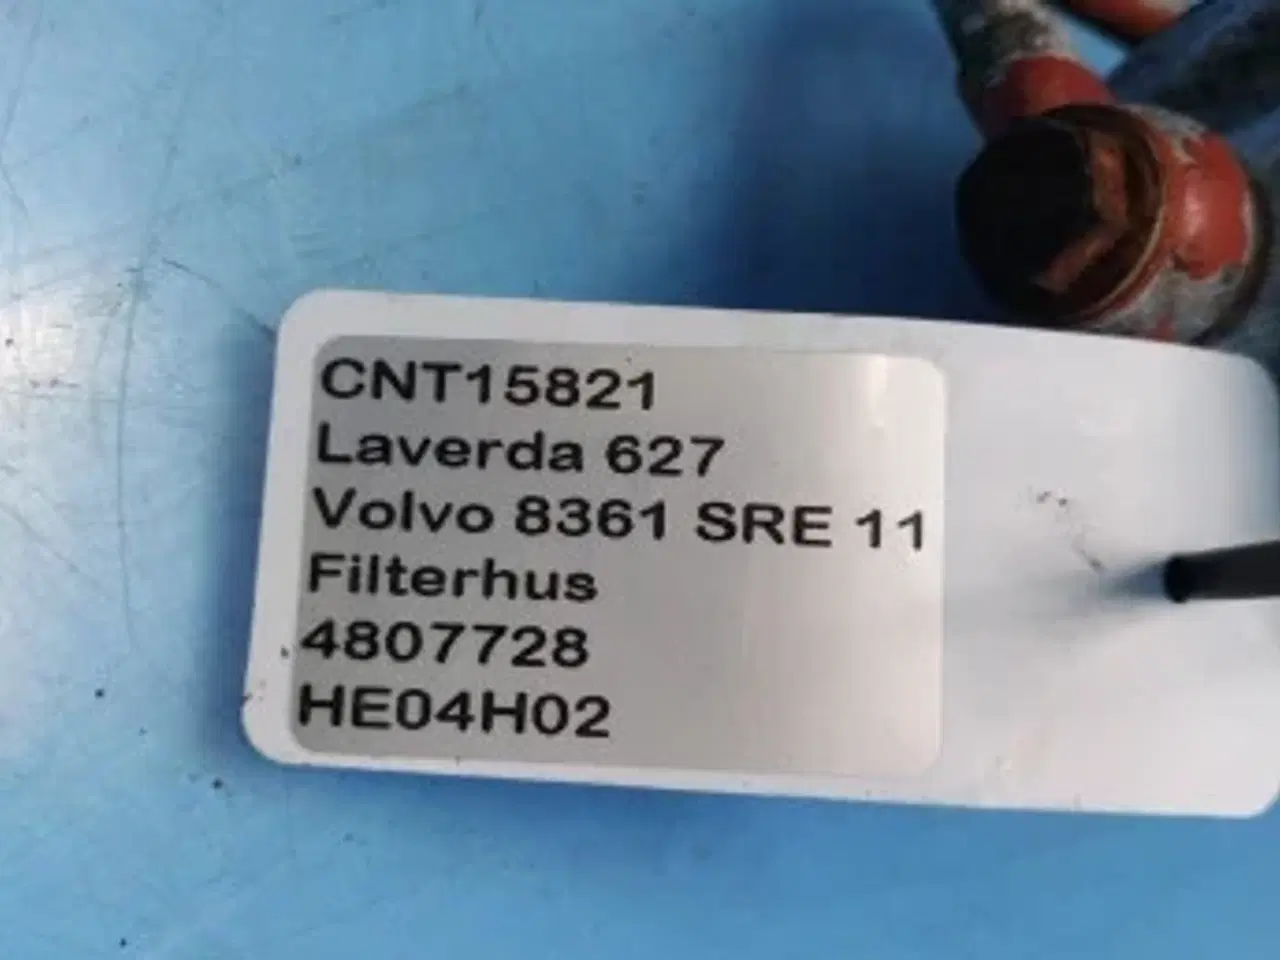 CNT15821
Laverda 627
Volvo 8361 SRE 11
Filterhus
4807728
HE04H02